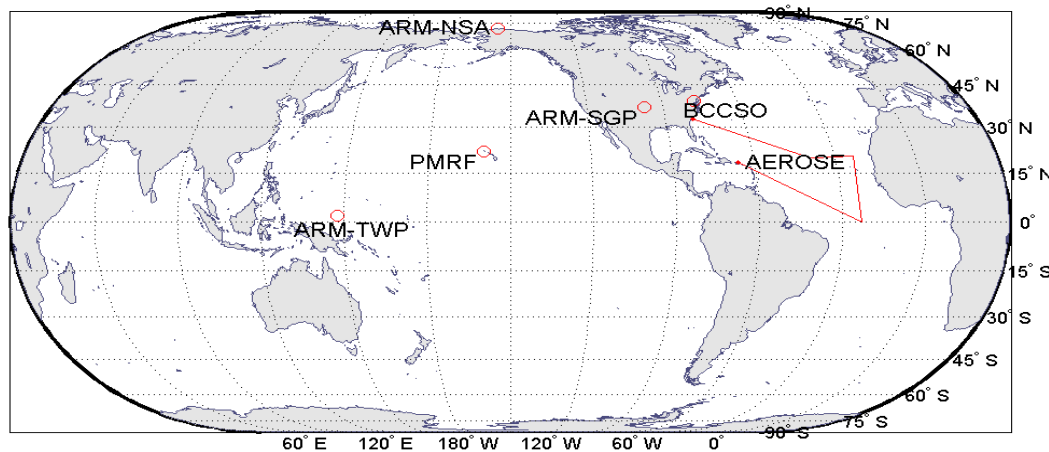 90° N
75° N
ARM-NSA
60° N
45° N
BCCSO
ARM-SGP
30° N
PMRF
AEROSE
15° N
ARM-TWP
0°
15° S
30° S
45° S
60° S
75° S
90° S
60° E 120° E 180° W 120° W 60° W 0°